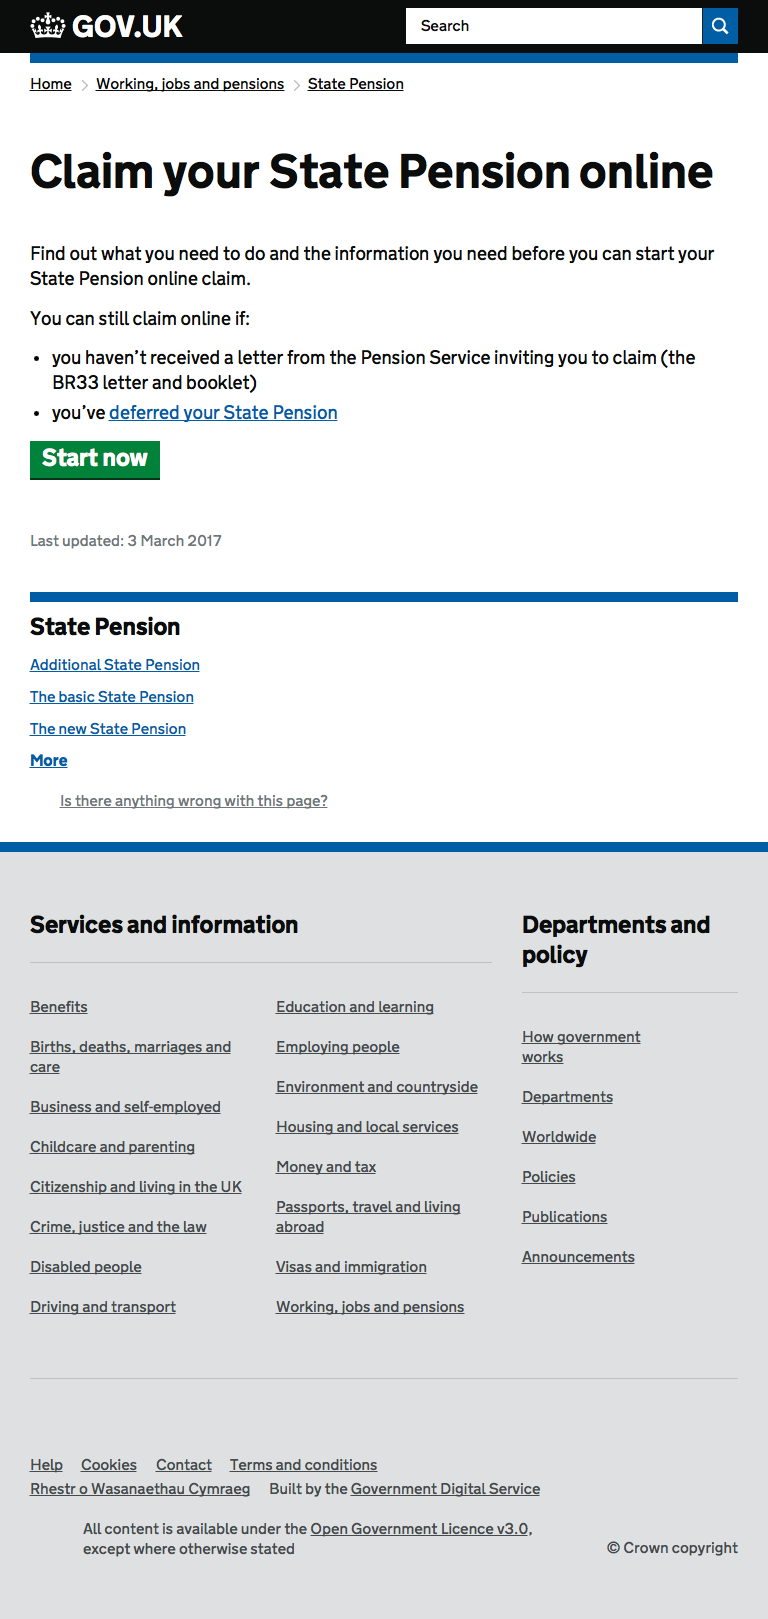 GOV.UK
Search
Home
Working, jobs and pensions
State Pension
Claim your State Pension online
Find out what you need to do and the information you need before you can start your
State Pension online claim.
You can still claim online if:
• you haven’t received a letter from the Pension Service inviting you to claim (the
BR33 letter and booklet)
• you’ve deferred your State Pension
Start now
Last updated: 3 March 2017
State Pension
Additional State Pension
The basic State Pension
The new State Pension
More
Is there anything wrong with this page?
Services and information
Benefits
Births, deaths, marriages and
care
Business and self-employed
Childcare and parenting
Citizenship and living in the UK
Crime, justice and the law
Disabled people
Driving and transport
Education and learning
Employing people
Environment and countryside
Housing and local services
Money and tax
Passports, travel and living
abroad
Visas and immigration
Working, jobs and pensions
Departments and
policy
How government
works
Departments
Worldwide
Policies
Publications
Announcements
Help Cookies Contact Terms and conditions
Rhestr o Wasanaethau Cymraeg Built by the Government Digital Service
All content is available under the Open Government Licence v3.0,
except where otherwise stated
© Crown copyright